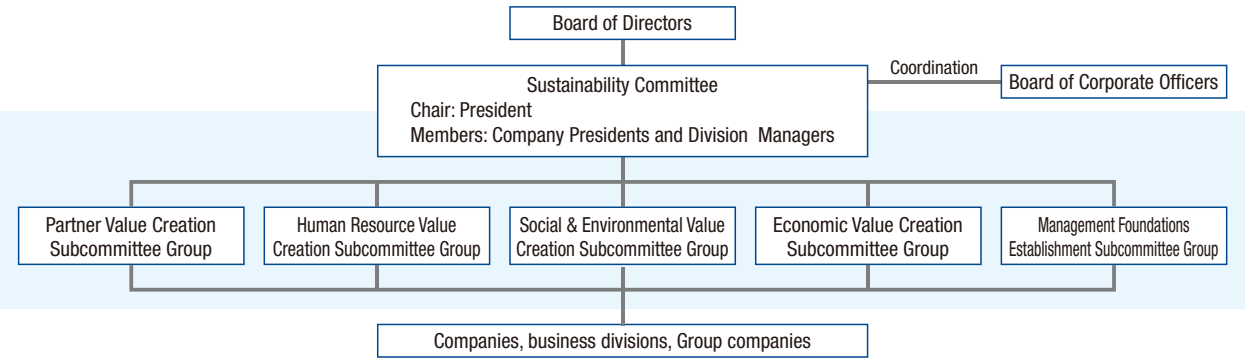 Board of Directors
Sustainability Committee
Chair: President
Members: Company Presidents and Division Managers
Coordination
Board of Corporate Officers
Partner Value Creation
Subcommittee Group
Human Resource Value
Creation Subcommittee Group
Social & Environmental Value
Creation Subcommittee Group
Economic Value Creation
Subcommittee Group
Management Foundations
Establishment Subcommittee Group
Companies, business divisions, Group companies